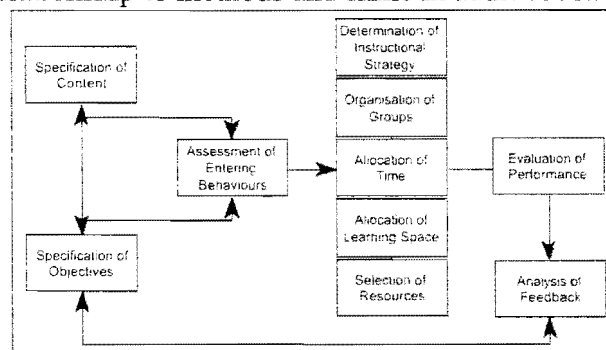 Determination of
Instructional
Strategy
Specification of
Content
Organisation of
Groups
Assessment of
Entering
Behaviours
Allocation of
Time
Evaluation of
Performance
Allocation of
Learning Space
Specification of
Objectives
Selection of
Resources
Analysis of
Feedback